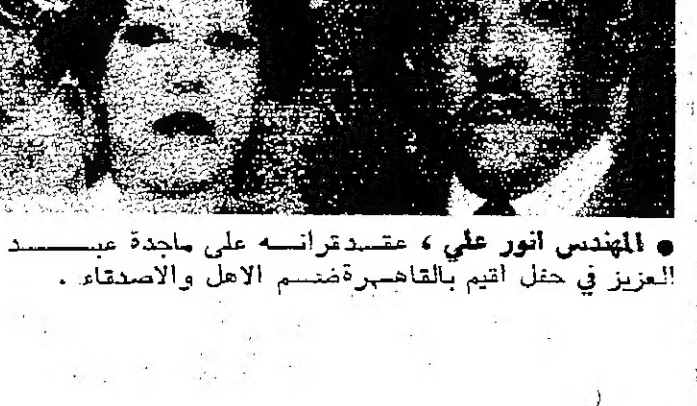 ● المهندس انور علي ، عقد قرانه على ماجدة عبد
العزيز في حفل اقيم بالقاهرة ضم الاهل والاصدقاء .